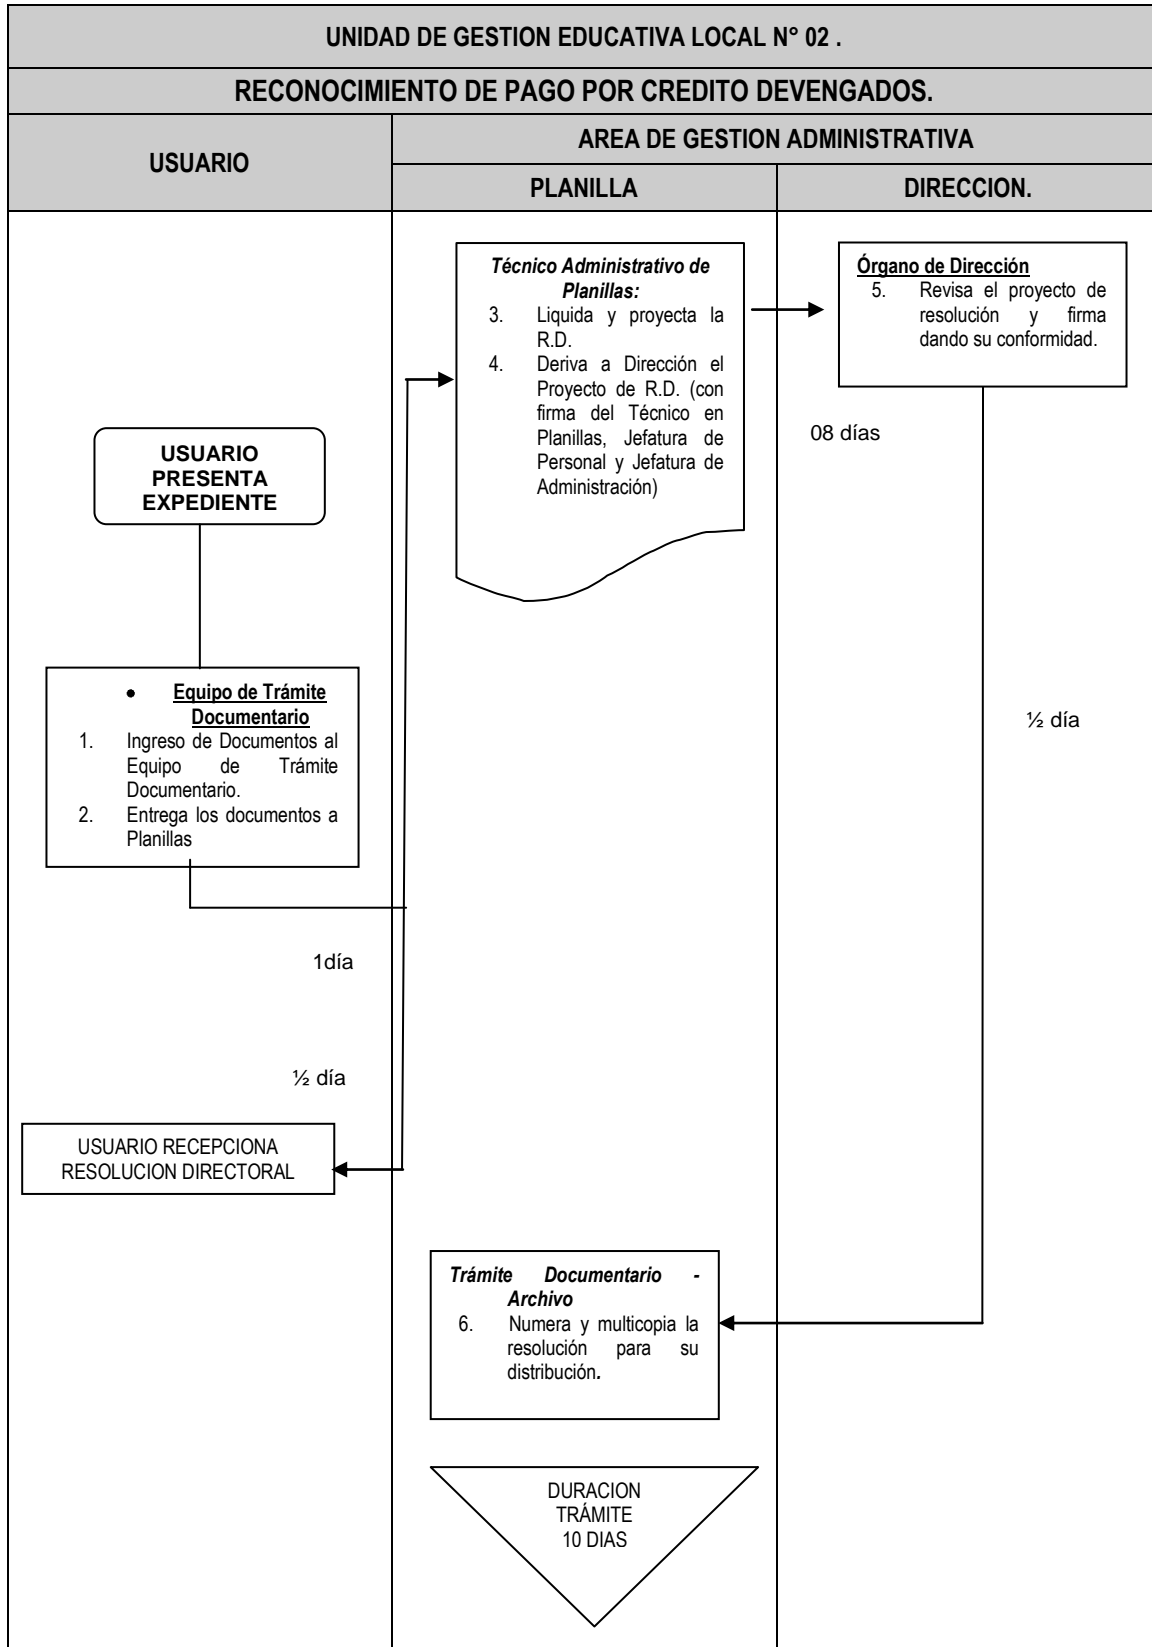 UNIDAD DE GESTION EDUCATIVA LOCAL N° 02 .
RECONOCIMIENTO DE PAGO POR CREDITO DEVENGADOS.
USUARIO
AREA DE GESTION ADMINISTRATIVA
PLANILLA
DIRECCION.
USUARIO
PRESENTA
EXPEDIENTE
• Equipo de Trámite
Documentario
1. Ingreso de Documentos al
Equipo de Trámite
Documentario.
2. Entrega los documentos a
Planillas
1día
½ día
USUARIO RECEPCIONA
RESOLUCION DIRECTORAL
Técnico Administrativo de
Planillas:
3. Liquida y proyecta la
R.D.
4. Deriva a Dirección el
Proyecto de R.D. (con
firma del Técnico en
Planillas, Jefatura de
Personal y Jefatura de
Administración)
Órgano de Dirección
5. Revisa el proyecto de
resolución y firma
dando su conformidad.
08 días
½ día
Trámite Documentario -
Archivo
6. Numera y multicopia la
resolución para su
distribución.
DURACION
TRÁMITE
10 DIAS